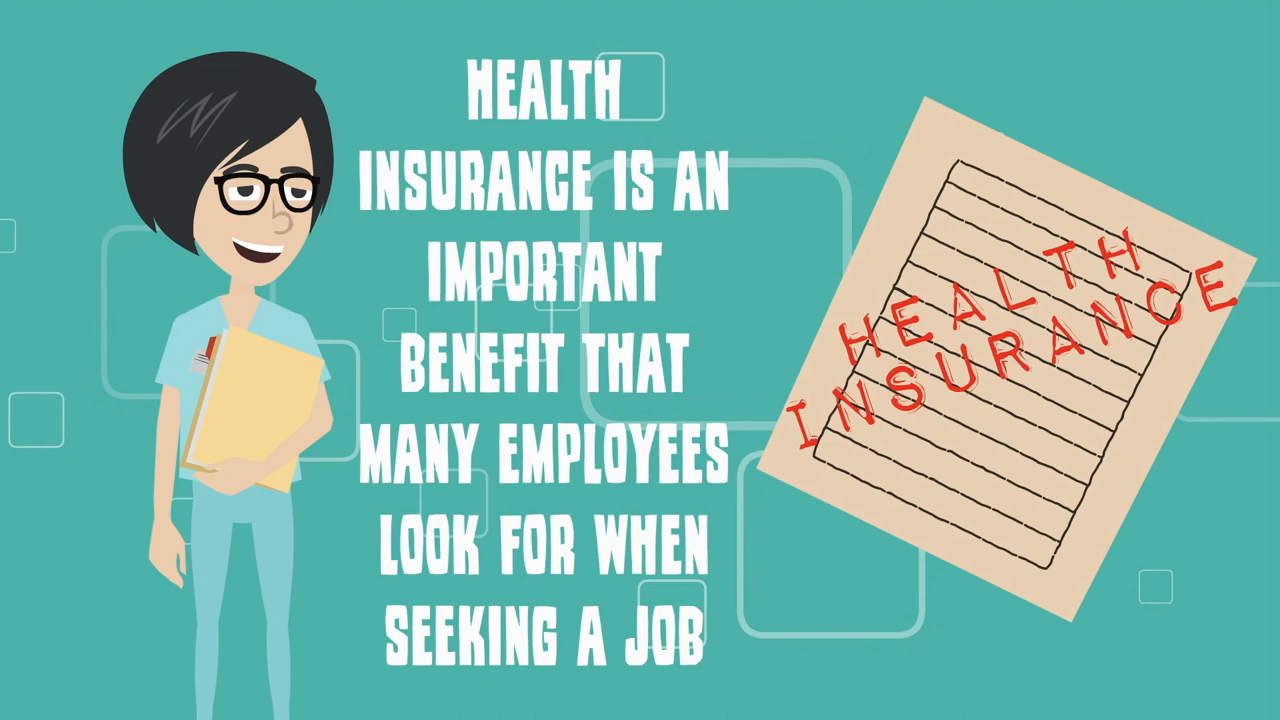 HEALTH
INSURANCE IS AN
IMPORTANT
BENEFIT THAT
MANY EMPLOYEES
LOOK FOR WHEN
SEEKING A JOB
HEALTH
INSURANCE